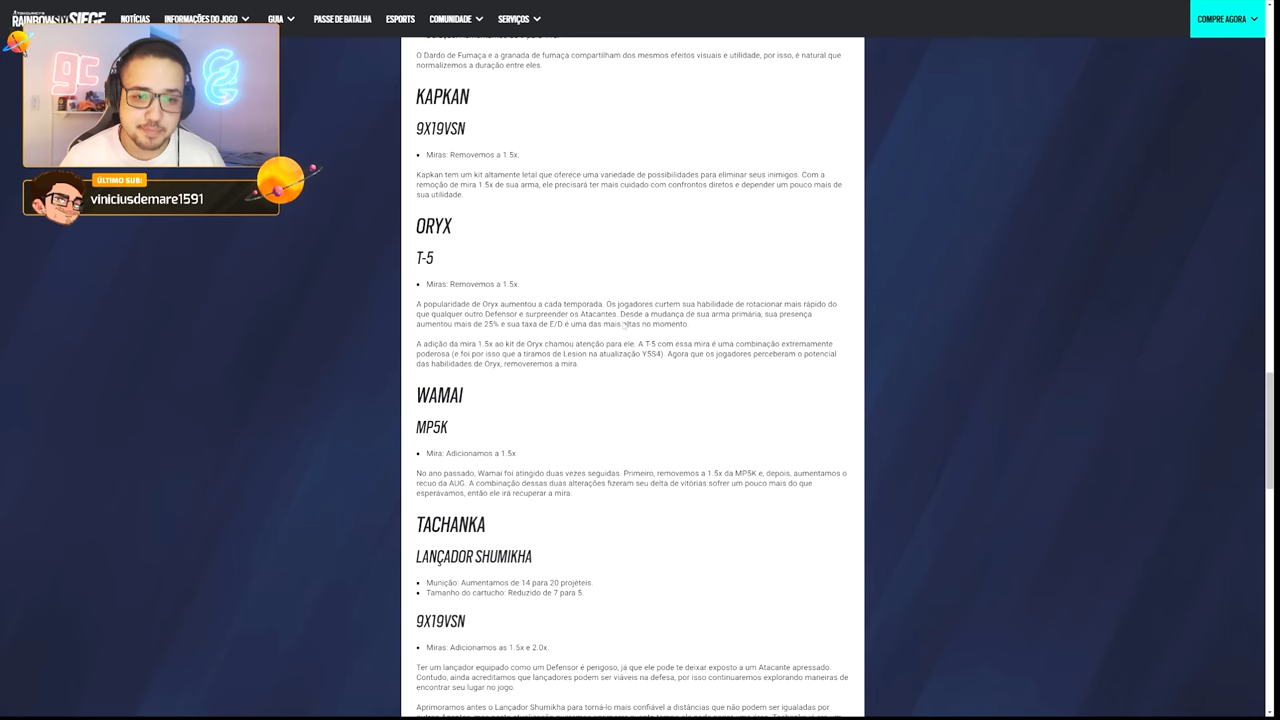 RAINBOWSIX SIEGE
NOTÍCIAS
INFORMAÇÕES DO JOGO
GUIA
PASSE DE BATALHA
ESPORTS
COMUNIDADE
SERVIÇOS
COMPRE AGORA
gc
ÚLTIMO SUB:
viniciusdemare1591
O Dardo de Fumaça e a granada de fumaça compartilham dos mesmos efeitos visuais e utilidade, por isso, é natural que
normalizemos a duração entre eles.
KAPKAN
9X19VSN
• Miras: Removemos a 1.5x.
Kapkan tem um kit altamente letal que oferece uma variedade de possibilidades para eliminar seus inimigos. Com a
remoção de mira 1.5x de sua arma, ele precisará ter mais cuidado com confrontos diretos e depender um pouco mais de
sua utilidade.
ORYX
T-5
• Miras: Removemos a 1.5x.
A popularidade de Oryx aumentou a cada temporada. Os jogadores curtem sua habilidade de rotacionar mais rápido do
que qualquer outro Defensor e surpreender os Atacantes. Desde a mudança de sua arma primária, sua presença
aumentou mais de 25% e sua taxa de E/D é uma das mais altas no momento.
A adição da mira 1.5x ao kit de Oryx chamou atenção para ele. A T-5 com essa mira é uma combinação extremamente
poderosa (e foi por isso que a tiramos de Lesion na atualização Y5S4). Agora que os jogadores perceberam o potencial
das habilidades de Oryx, removeremos a mira.
WAMAI
MP5K
• Mira: Adicionamos a 1.5x
No ano passado, Wamai foi atingido duas vezes seguidas. Primeiro, removemos a 1.5x da MP5K e, depois, aumentamos o
recuo da AUG. A combinação dessas duas alterações fizeram seu delta de vitórias sofrer um pouco mais do que
esperávamos, então ele irá recuperar a mira.
TACHANKA
LANÇADOR SHUMIKHA
• Munição: Aumentamos de 14 para 20 projéteis.
• Tamanho do cartucho: Reduzido de 7 para 5.
9X19VSN
• Miras: Adicionamos as 1.5x e 2.0x.
Ter um lançador equipado como um Defensor é perigoso, já que ele pode te deixar exposto a um Atacante apressado.
Contudo, ainda acreditamos que lançadores podem ser viáveis na defesa, por isso continuaremos explorando maneiras de
encontrar seu lugar no jogo.
Aprimoramos antes o Lançador Shumikha para torná-lo mais confiável a distâncias que não podem ser igualadas por